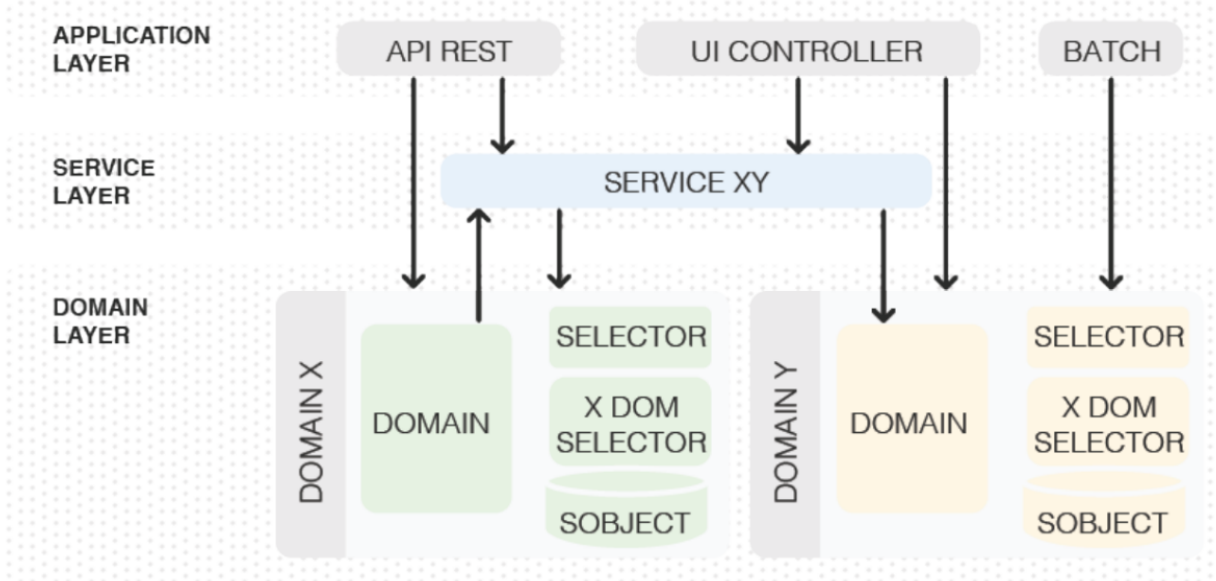 APPLICATION
LAYER
API REST
UI CONTROLLER
BATCH
SERVICE
LAYER
SERVICE XY
DOMAIN
LAYER
DOMAIN X
DOMAIN
SELECTOR
X DOM
SELECTOR
SOBJECT
DOMAIN Y
DOMAIN
SELECTOR
X DOM
SELECTOR
SOBJECT